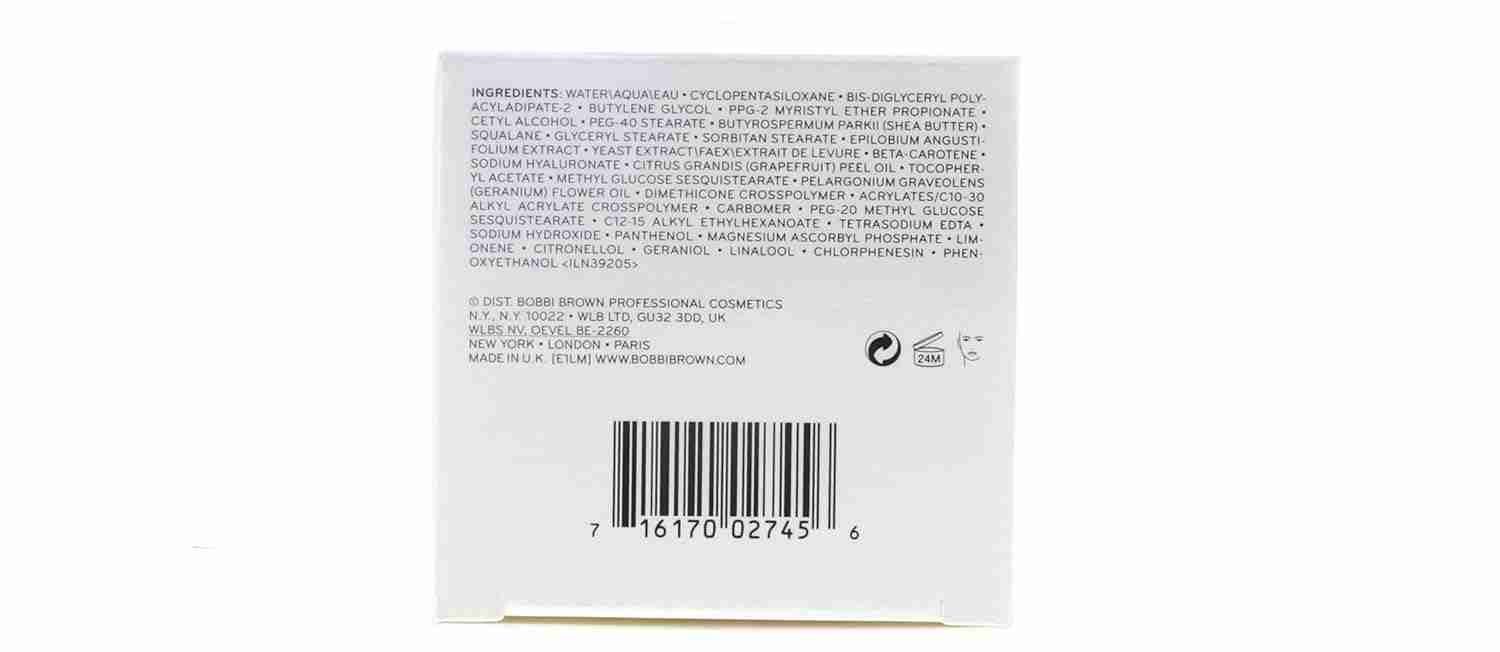 INGREDIENTS: WATER\AQUA\EAU • CYCLOPENTASILOXANE • BIS-DIGLYCERYL POLY-
ACYLADIPATE-2 • BUTYLENE GLYCOL • PPG-2 MYRISTYL ETHER PROPIONATE •
CETYL ALCOHOL • PEG-40 STEARATE • BUTYROSPERMUM PARKII (SHEA BUTTER) •
SQUALANE • GLYCERYL STEARATE • SORBITAN STEARATE • EPILOBIUM ANGUSTI-
FOLIUM EXTRACT • YEAST EXTRACT\FAEX\EXTRAIT DE LEVURE • BETA-CAROTENE •
SODIUM HYALURONATE • CITRUS GRANDIS (GRAPEFRUIT) PEEL OIL • TOCOPHER-
YL ACETATE • METHYL GLUCOSE SESQUISTEARATE • PELARGONIUM GRAVEOLENS
(GERANIUM) FLOWER OIL • DIMETHICONE CROSSPOLYMER • ACRYLATES/C10-30
ALKYL ACRYLATE CROSSPOLYMER • CARBOMER • PEG-20 METHYL GLUCOSE
SESQUISTEARATE • C12-15 ALKYL ETHYLHEXANOATE • TETRASODIUM EDTA •
SODIUM HYDROXIDE • PANTHENOL • MAGNESIUM ASCORBYL PHOSPHATE • LIM-
ONENE • CITRONELLOL • GERANIOL • LINALOOL • CHLORPHENESIN • PHEN-
OXYETHANOL <ILN39205>
© DIST. BOBBI BROWN PROFESSIONAL COSMETICS
N.Y., N.Y. 10022 • WLB LTD, GU32 3DD, UK
WLBS NV, OEVEL BE-2260
NEW YORK • LONDON • PARIS
MADE IN U.K. [E1LM] WWW.BOBBIBROWN.COM
24M
7 16170 02745 6